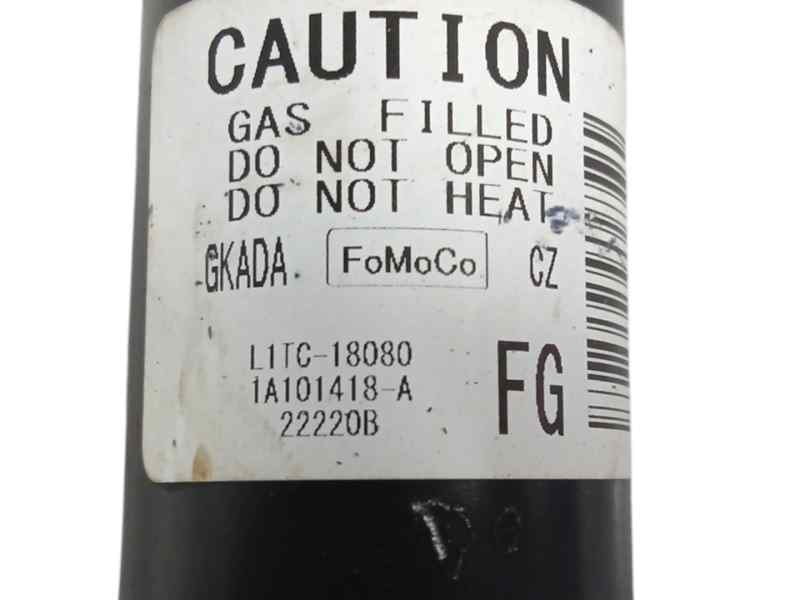 CAUTION
GAS FILLED
DO NOT OPEN
DO NOT HEAT
GKADA FoMoCo CZ
L1TC-18080
1A101418-A
22220B
FG